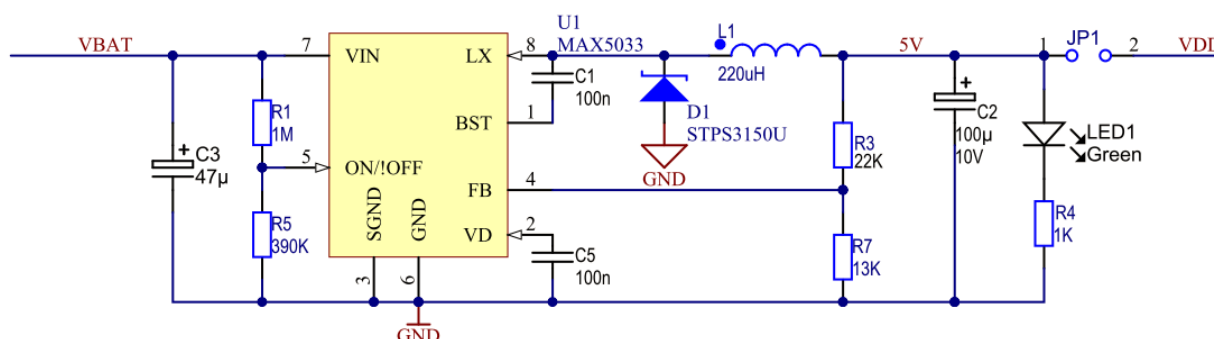 VBAT
7
VIN
LX
8
U1
MAX5033
L1
220uH
5V
1
JP1
2
C1
100n
R1
1M
BST
1
D1
STPS3150U
C2
100µ
10V
LED1
Green
C3
47µ
5
ON/!OFF
R3
22K
GND
FB
4
R5
390K
SGND
GND
VD
2
R4
1K
C5
100n
R7
13K
3
6
GND